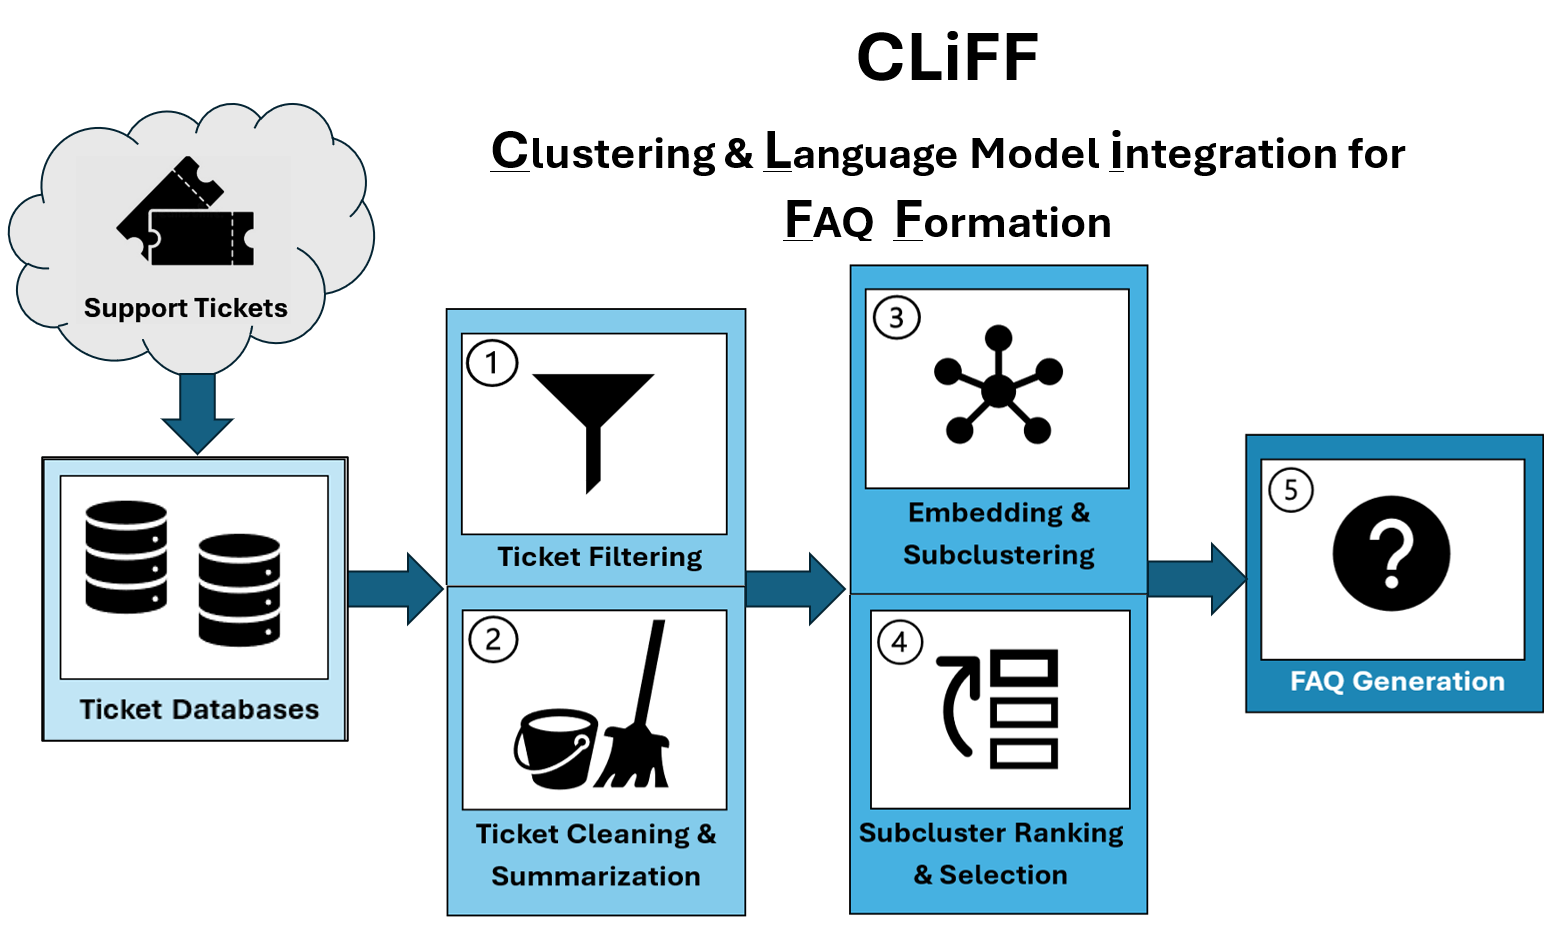 CLiFF
Clustering & Language Model integration for
FAQ Formation
Support Tickets
Ticket Databases
1
Ticket Filtering
2
Ticket Cleaning &
Summarization
3
Embedding &
Subclustering
4
Subcluster Ranking
& Selection
5
?
FAQ Generation